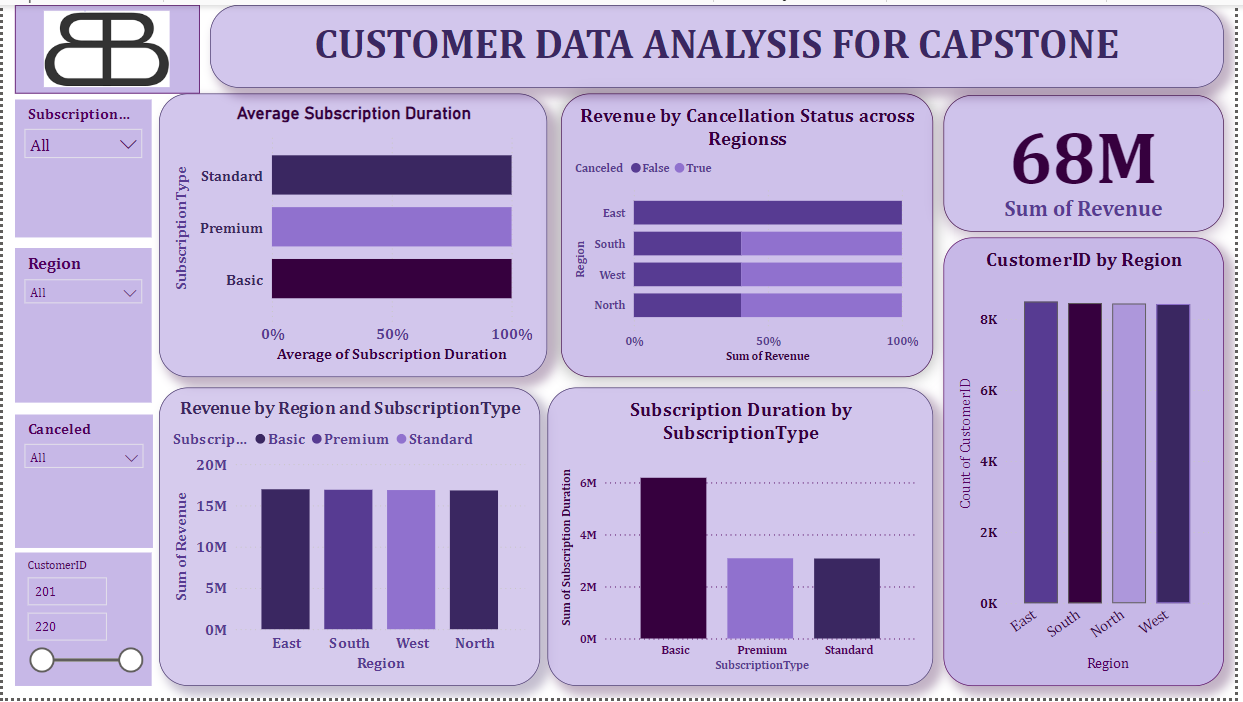 CUSTOMER DATA ANALYSIS FOR CAPSTONE
Subscription...
All
Region
All
Canceled
All
CustomerID
201
220
Average Subscription Duration
SubscriptionType
Standard
Premium
Basic
0% 50% 100%
Average of Subscription Duration
Revenue by Cancellation Status across
Regionss
Canceled False True
Region
East
South
West
North
0% 50% 100%
Sum of Revenue
68M
Sum of Revenue
Revenue by Region and SubscriptionType
Subscrip... Basic Premium Standard
Sum of Revenue
20M
15M
10M
5M
0M
East South West North
Region
Subscription Duration by
SubscriptionType
Sum of Subscription Duration
6M
4M
2M
0M
Basic Premium Standard
SubscriptionType
CustomerID by Region
Count of CustomerID
8K
6K
4K
2K
0K
East South North West
Region